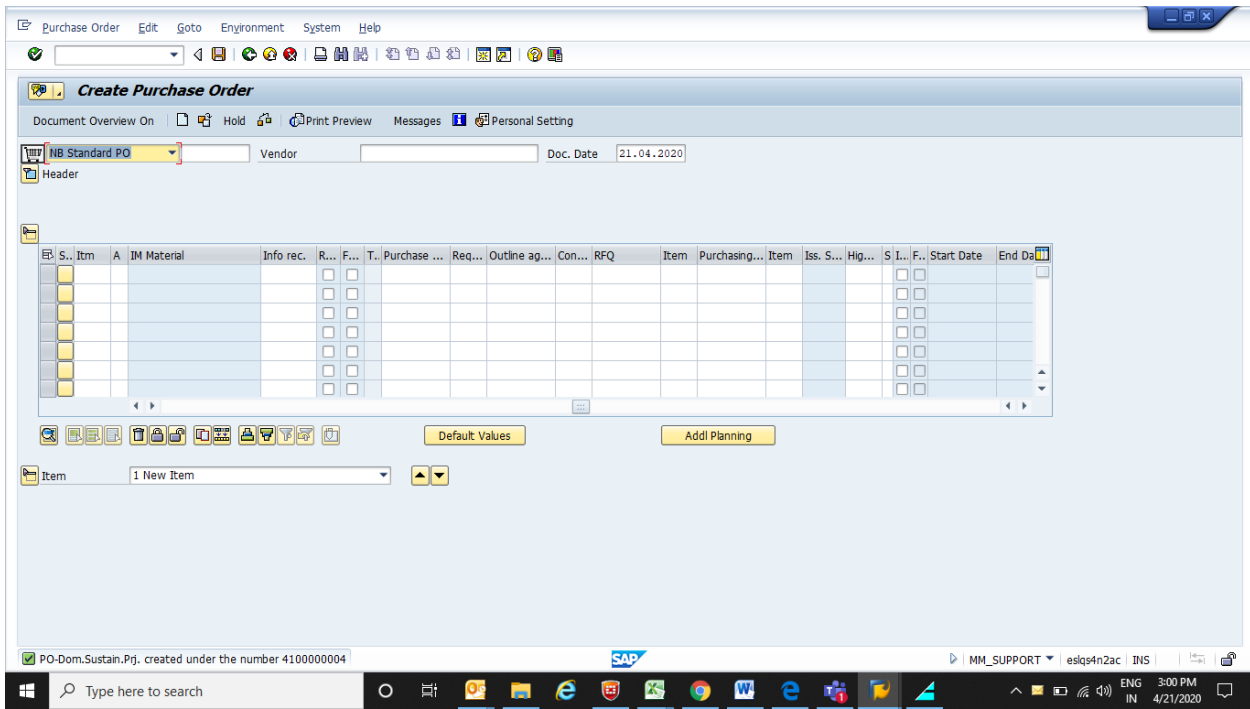 Purchase Order Edit Goto Environment System Help
Create Purchase Order
Document Overview On Hold Print Preview Messages Personal Setting
NB Standard PO Vendor Doc. Date 21.04.2020
Header
S.. Itm A IM Material Info rec. R... F... T.. Purchase ... Req... Outline ag... Con... RFQ Item Purchasing... Item Iss. S... Hig... S I... F.. Start Date End Da
Default Values Addl Planning
Item 1 New Item
PO-Dom.Sustain.Prj. created under the number 4100000004 SAP MM_SUPPORT eslqs4n2ac INS
Type here to search ENG 3:00 PM
IN 4/21/2020